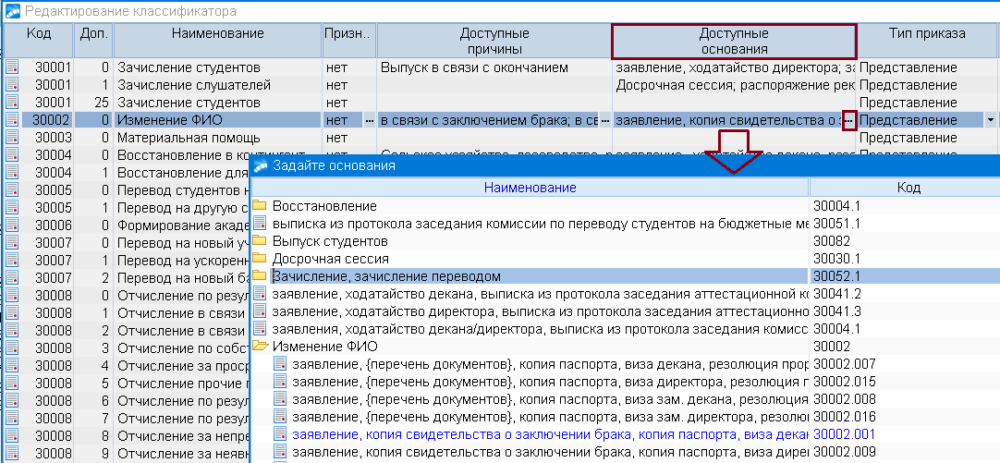 Редактирование классификатора
Код Доп. Наименование Призн.. Доступные причины Доступные основания Тип приказа
30001 0 Зачисление студентов нет Выпуск в связи с окончанием заявление, ходатайство директора; за Представление
30001 1 Зачисление слушателей нет Досрочная сессия; распоряжение рек Представление
30001 25 Зачисление студентов нет Представление
30002 0 Изменение ФИО нет ... в связи с заключением брака; в св ... заявление, копия свидетельства о з ... Представление
30003 0 Материальная помощь нет Представление
30004 0 Восстановление в контингент нет
30004 1 Восстановление для
30005 0 Перевод студентов
30005 1 Перевод на другую с
30006 0 Формирование акаде
30007 0 Перевод на новый уч
30007 1 Перевод на ускоренн
30007 2 Перевод на новый ба
30008 0 Отчисление по резул
30008 1 Отчисление в связи
30008 2 Отчисление в связи
30008 3 Отчисление по собст
30008 4 Отчисление за проср
30008 5 Отчисление прочие п
30008 6 Отчисление по резул
30008 7 Отчисление по резул
30008 8 Отчисление за непре
30008 9 Отчисление за неявк
Задайте основания
Наименование Код
Восстановление 30004.1
выписка из протокола заседания комиссии по переводу студентов на бюджетные ме 30051.1
Выпуск студентов 30082
Досрочная сессия 30030.1
Зачисление, зачисление переводом 30052.1
заявление, ходатайство декана, выписка из протокола заседания аттестационной ко 30041.2
заявление, ходатайство директора, выписка из протокола заседания аттестационно 30041.3
заявления, ходатайство декана/директора, выписка из протокола заседания комисс 30004.1
Изменение ФИО 30002
заявление, {перечень документов}, копия паспорта, виза декана, резолюция прор 30002.007
заявление, {перечень документов}, копия паспорта, виза директора, резолюция п 30002.015
заявление, {перечень документов}, копия паспорта, виза зам. декана, резолюция 30002.008
заявление, {перечень документов}, копия паспорта, виза зам. директора, резолю 30002.016
заявление, копия свидетельства о заключении брака, копия паспорта, виза декан 30002.001
заявление, копия свидетельства о заключении брака, копия паспорта, виза дире 30002.009